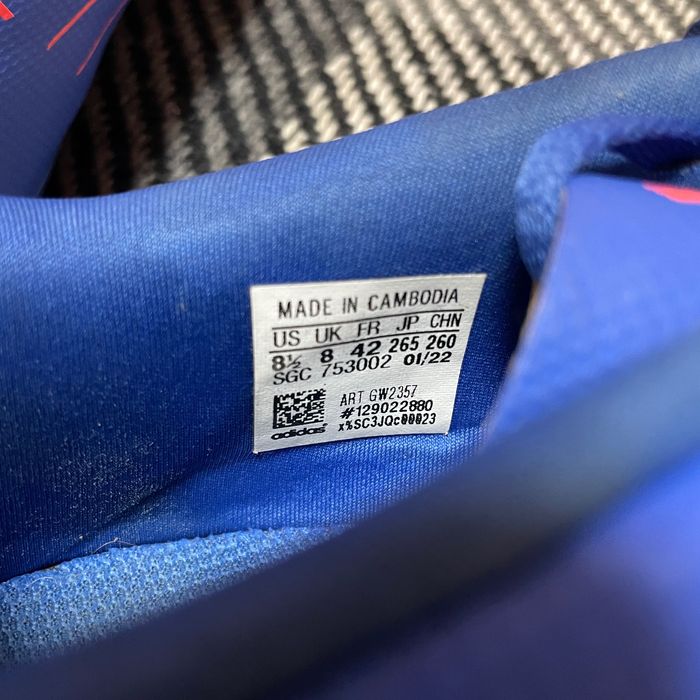 MADE IN CAMBODIA
US UK FR JP CHN
8½ 8 42 265 260
SGC 753002 01/22
ART GW2357
#129022880
adidas x%SC3JQc00023